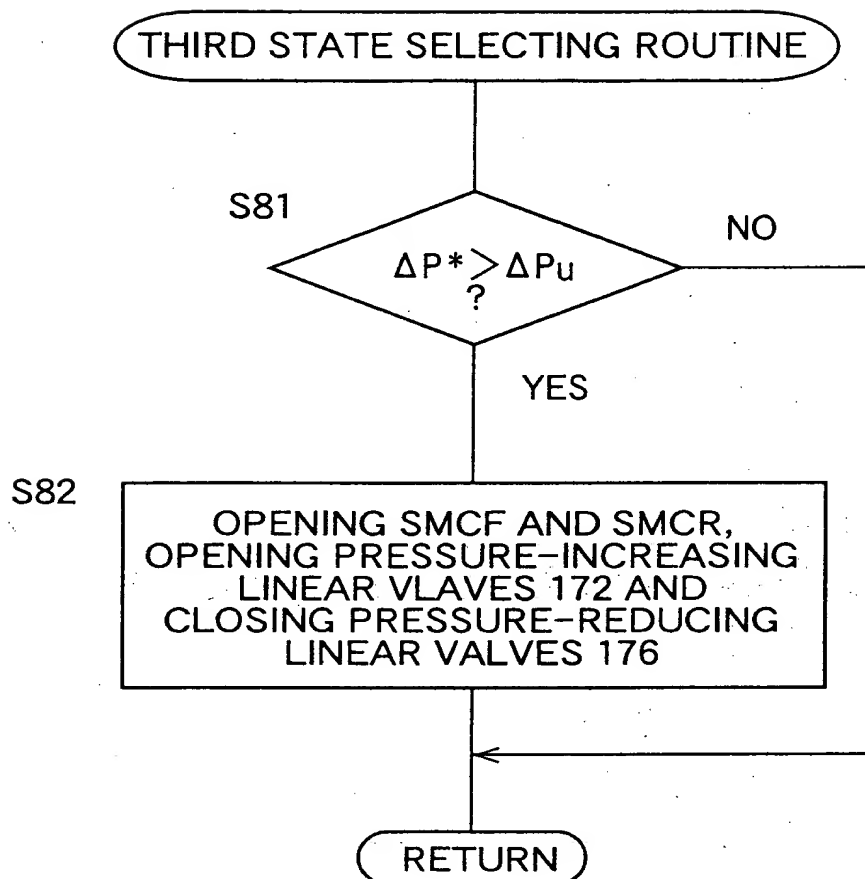 THIRD STATE SELECTING ROUTINE
S81
ΔP* > ΔPu
?
NO
YES
S82
OPENING SMCF AND SMCR,
OPENING PRESSURE-INCREASING
LINEAR VLAVES 172 AND
CLOSING PRESSURE-REDUCING
LINEAR VALVES 176
RETURN